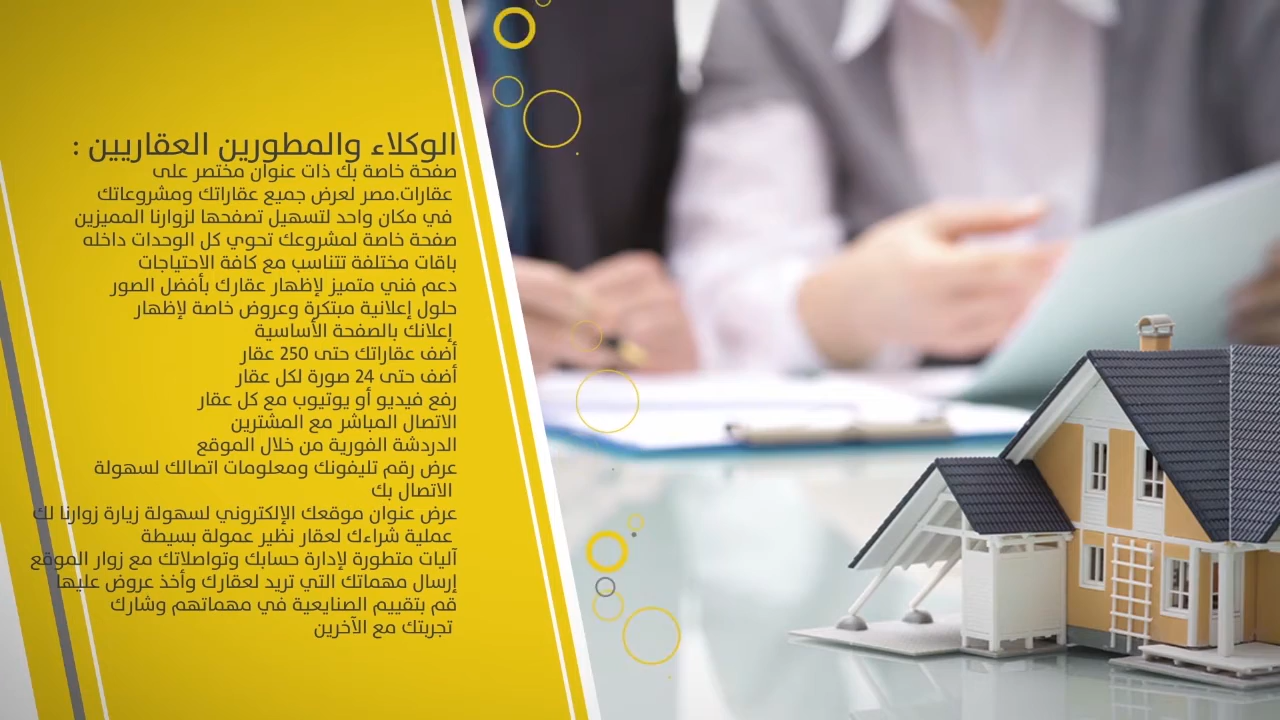 الوكلاء والمطورين العقاريين :
صفحة خاصة بك ذات عنوان مختصر على
عقارات.مصر لعرض جميع عقاراتك ومشروعاتك
في مكان واحد لتسهيل تصفحها لزوارنا المميزين
صفحة خاصة لمشروعك تحوي كل الوحدات داخله
باقات مختلفة تتناسب مع كافة الاحتياجات
دعم فني متميز لإظهار عقارك بأفضل الصور
حلول إعلانية مبتكرة وعروض خاصة لإظهار
إعلانك بالصفحة الأساسية
أضف عقاراتك حتى 250 عقار
أضف حتى 24 صورة لكل عقار
رفع فيديو أو يوتيوب مع كل عقار
الاتصال المباشر مع المشترين
الدردشة الفورية من خلال الموقع
عرض رقم تليفونك ومعلومات اتصالك لسهولة
الاتصال بك
عرض عنوان موقعك الإلكتروني لسهولة زيارة زوارنا لك
عملية شراءك لعقار نظير عمولة بسيطة
آليات متطورة لإدارة حسابك وتواصلاتك مع زوار الموقع
إرسال مهماتك التي تريد لعقارك وأخذ عروض عليها
قم بتقييم الصنايعية في مهماتهم وشارك
تجربتك مع الآخرين